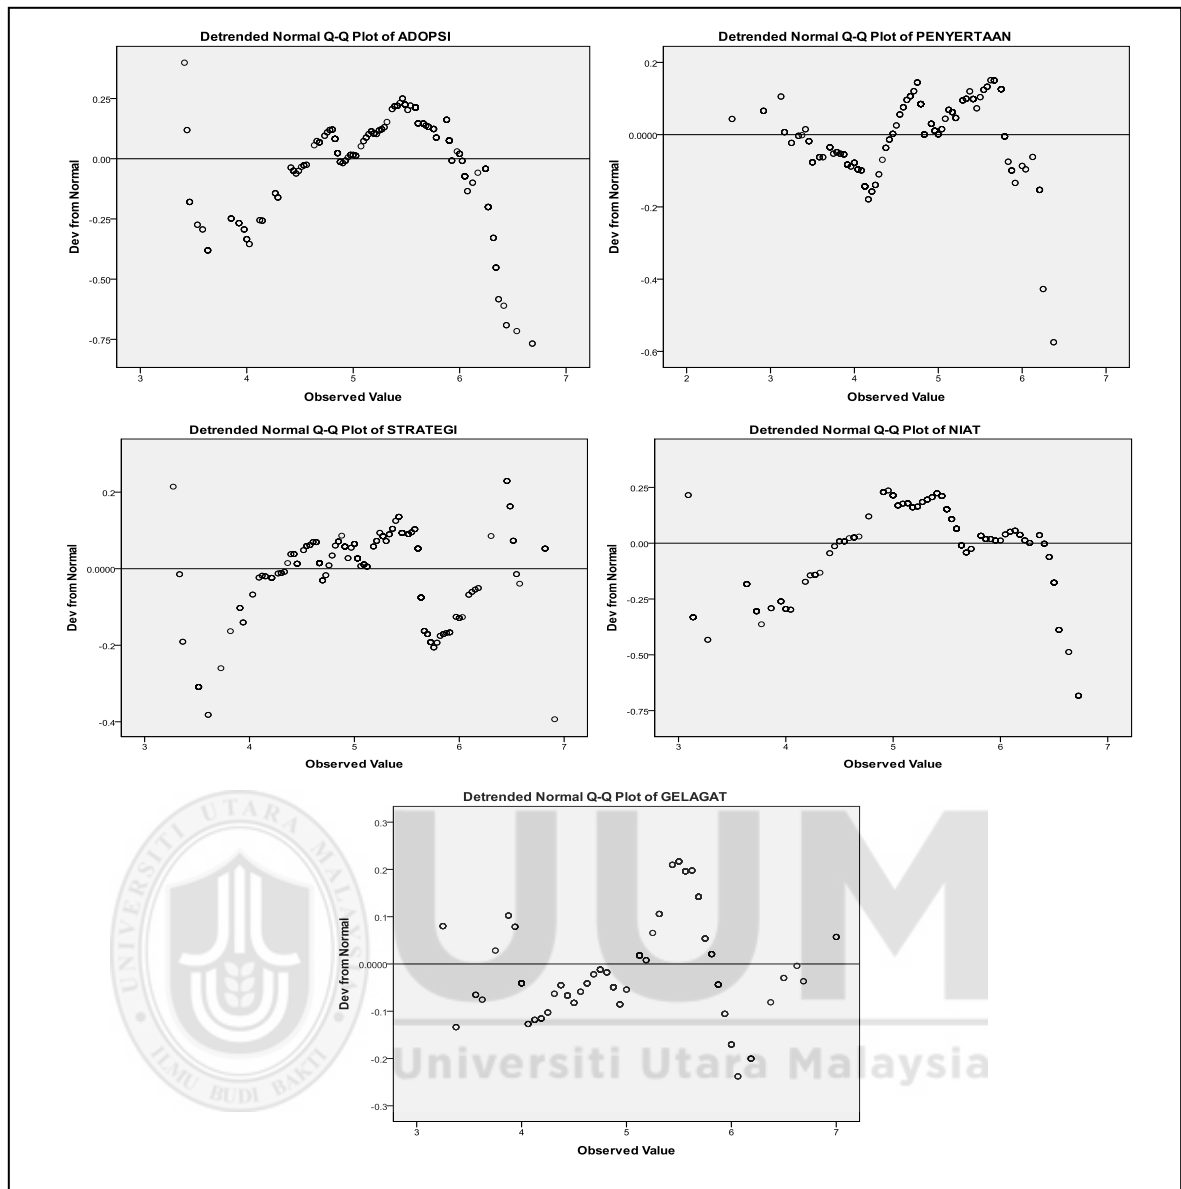 Detrended Normal Q-Q Plot of ADOPSI
Dev from Normal
0.25
0.00
-0.25
-0.50
-0.75
3 4 5 6 7
Observed Value
Detrended Normal Q-Q Plot of PENYERTAAN
Dev from Normal
0.2
0.0000
-0.2
-0.4
-0.6
2 3 4 5 6 7
Observed Value
Detrended Normal Q-Q Plot of STRATEGI
Dev from Normal
0.2
0.0000
-0.2
-0.4
3 4 5 6 7
Observed Value
Detrended Normal Q-Q Plot of NIAT
Dev from Normal
0.25
0.00
-0.25
-0.50
-0.75
3 4 5 6 7
Observed Value
Detrended Normal Q-Q Plot of GELAGAT
Dev from Normal
0.3
0.2
0.1
0.0000
-0.1
-0.2
-0.3
3 4 5 6 7
Observed Value
UNIVERSITI UTARA MALAYSIA
ILMU BUDI BAKTI
UUM
Universiti Utara Malaysia